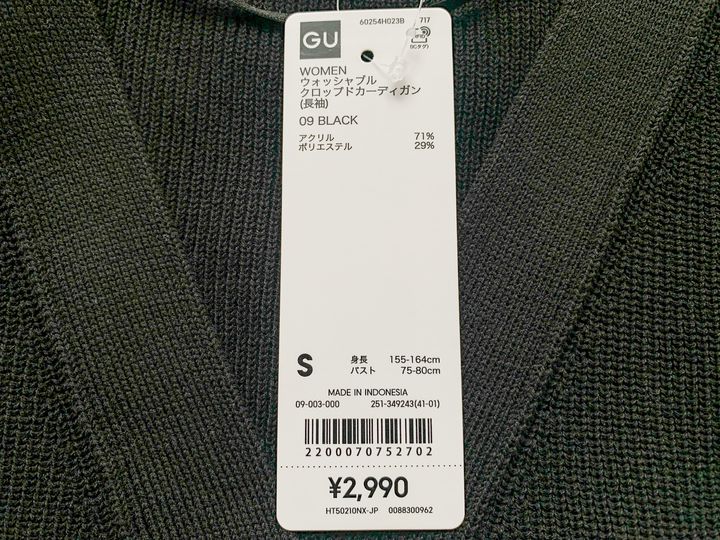 60254H023B 717
GU
RFID
(ICタグ)
WOMEN
ウォッシャブル
クロップドカーディガン
(長袖)
09 BLACK
アクリル 71%
ポリエステル 29%
S 身長 155-164cm
バスト 75-80cm
MADE IN INDONESIA
09-003-000 251-349243(41-01)
2200070752702
¥2,990
HT50210NX-JP 0088300962